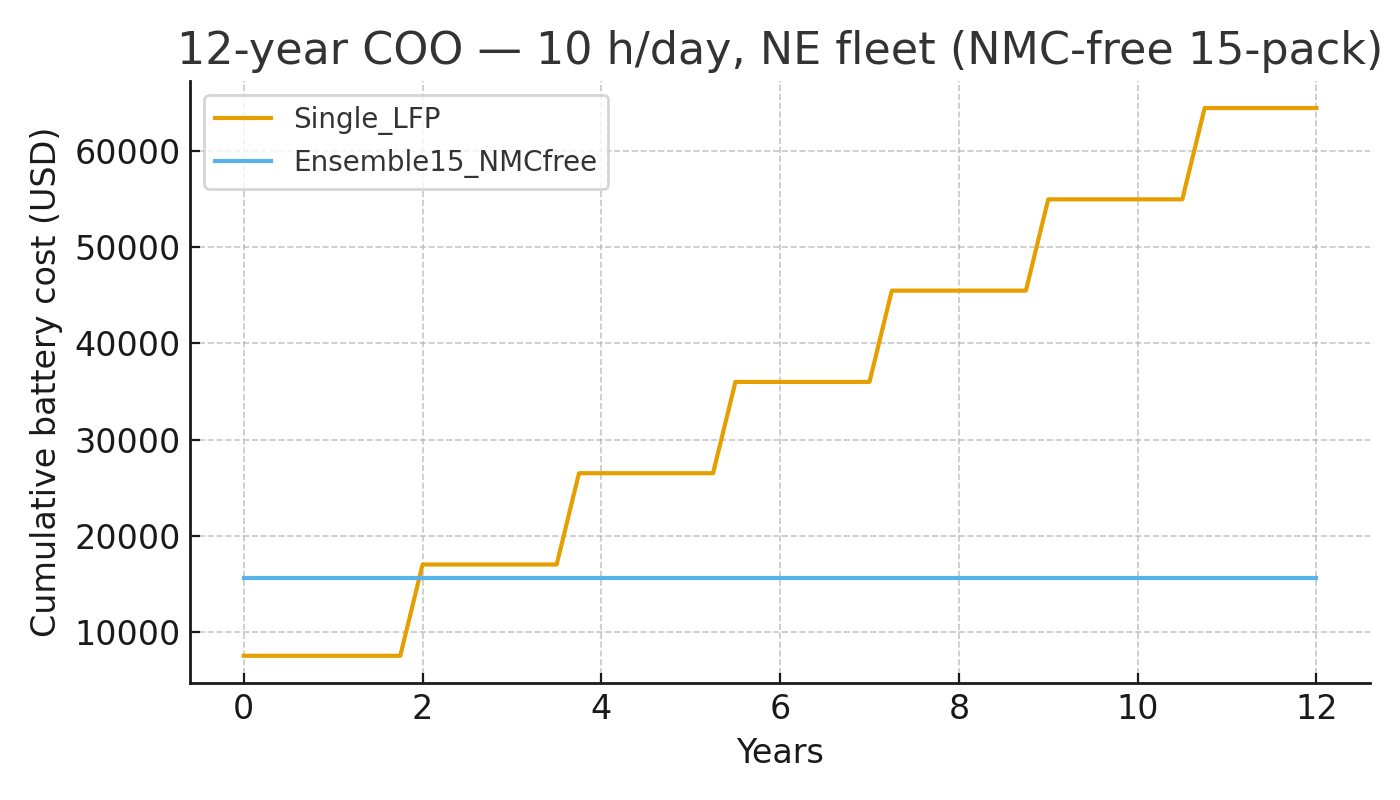 12-year COO — 10 h/day, NE fleet (NMC-free 15-pack)
Single_LFP
Ensemble15_NMCfree
Cumulative battery cost (USD)
60000
50000
40000
30000
20000
10000
0 2 4 6 8 10 12
Years